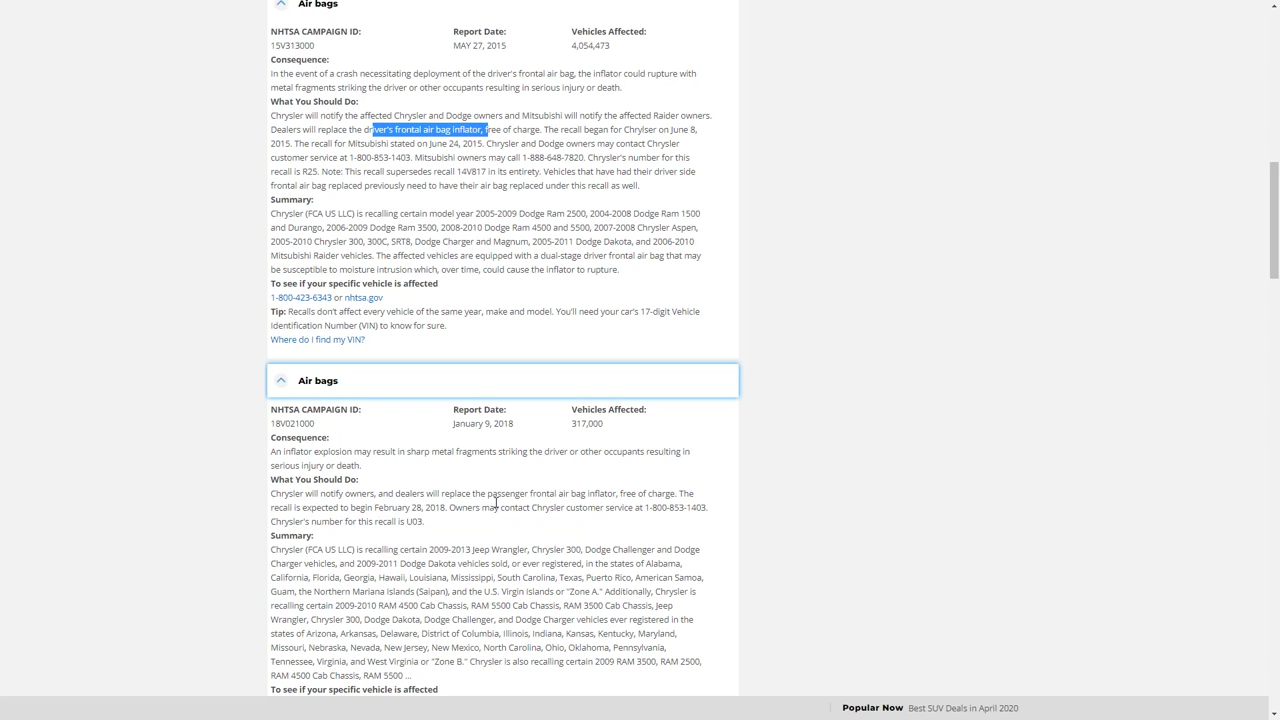 Air bags
NHTSA CAMPAIGN ID: Report Date: Vehicles Affected:
15V313000 MAY 27, 2015 4,054,473
Consequence:
In the event of a crash necessitating deployment of the driver's frontal air bag, the inflator could rupture with
metal fragments striking the driver or other occupants resulting in serious injury or death.
What You Should Do:
Chrysler will notify the affected Chrysler and Dodge owners and Mitsubishi will notify the affected Raider owners.
Dealers will replace the driver's frontal air bag inflator, free of charge. The recall began for Chrylser on June 8,
2015. The recall for Mitsubishi stated on June 24, 2015. Chrysler and Dodge owners may contact Chrysler
customer service at 1-800-853-1403. Mitsubishi owners may call 1-888-648-7820. Chrysler's number for this
recall is R25. Note: This recall supersedes recall 14V817 in its entirety. Vehicles that have had their driver side
frontal air bag replaced previously need to have their air bag replaced under this recall as well.
Summary:
Chrysler (FCA US LLC) is recalling certain model year 2005-2009 Dodge Ram 2500, 2004-2008 Dodge Ram 1500
and Durango, 2006-2009 Dodge Ram 3500, 2008-2010 Dodge Ram 4500 and 5500, 2007-2008 Chrysler Aspen,
2005-2010 Chrysler 300, 300C, SRT8, Dodge Charger and Magnum, 2005-2011 Dodge Dakota, and 2006-2010
Mitsubishi Raider vehicles. The affected vehicles are equipped with a dual-stage driver frontal air bag that may
be susceptible to moisture intrusion which, over time, could cause the inflator to rupture.
To see if your specific vehicle is affected
1-800-423-6343 or nhtsa.gov
Tip: Recalls don't affect every vehicle of the same year, make and model. You'll need your car's 17-digit Vehicle
Identification Number (VIN) to know for sure.
Where do I find my VIN?
Air bags
NHTSA CAMPAIGN ID: Report Date: Vehicles Affected:
18V021000 January 9, 2018 317,000
Consequence:
An inflator explosion may result in sharp metal fragments striking the driver or other occupants resulting in
serious injury or death.
What You Should Do:
Chrysler will notify owners, and dealers will replace the passenger frontal air bag inflator, free of charge. The
recall is expected to begin February 28, 2018. Owners may contact Chrysler customer service at 1-800-853-1403.
Chrysler's number for this recall is U03.
Summary:
Chrysler (FCA US LLC) is recalling certain 2009-2013 Jeep Wrangler, Chrysler 300, Dodge Challenger and Dodge
Charger vehicles, and 2009-2011 Dodge Dakota vehicles sold, or ever registered, in the states of Alabama,
California, Florida, Georgia, Hawaii, Louisiana, Mississippi, South Carolina, Texas, Puerto Rico, American Samoa,
Guam, the Northern Mariana Islands (Saipan), and the U.S. Virgin Islands or "Zone A." Additionally, Chrysler is
recalling certain 2009-2010 RAM 4500 Cab Chassis, RAM 5500 Cab Chassis, RAM 3500 Cab Chassis, Jeep
Wrangler, Chrysler 300, Dodge Dakota, Dodge Challenger, and Dodge Charger vehicles ever registered in the
states of Arizona, Arkansas, Delaware, District of Columbia, Illinois, Indiana, Kansas, Kentucky, Maryland,
Missouri, Nebraska, Nevada, New Jersey, New Mexico, North Carolina, Ohio, Oklahoma, Pennsylvania,
Tennessee, Virginia, and West Virginia or "Zone B." Chrysler is also recalling certain 2009 RAM 3500, RAM 2500,
RAM 4500 Cab Chassis, RAM 5500 ...
To see if your specific vehicle is affected
Popular Now Best SUV Deals in April 2020